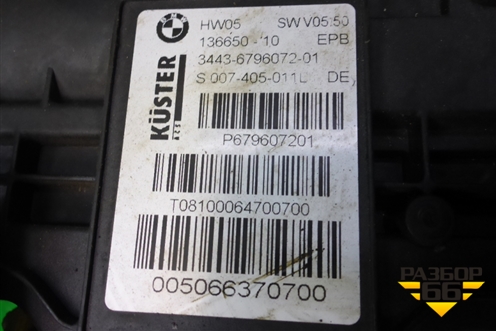 BMW
HW05 SW V05:50
136650 - 10 EPB
3443-6796072-01
S 007-405-011L DE
KÜSTER
P679607201
T08100064700700
005066370700
РАЗБОР
66